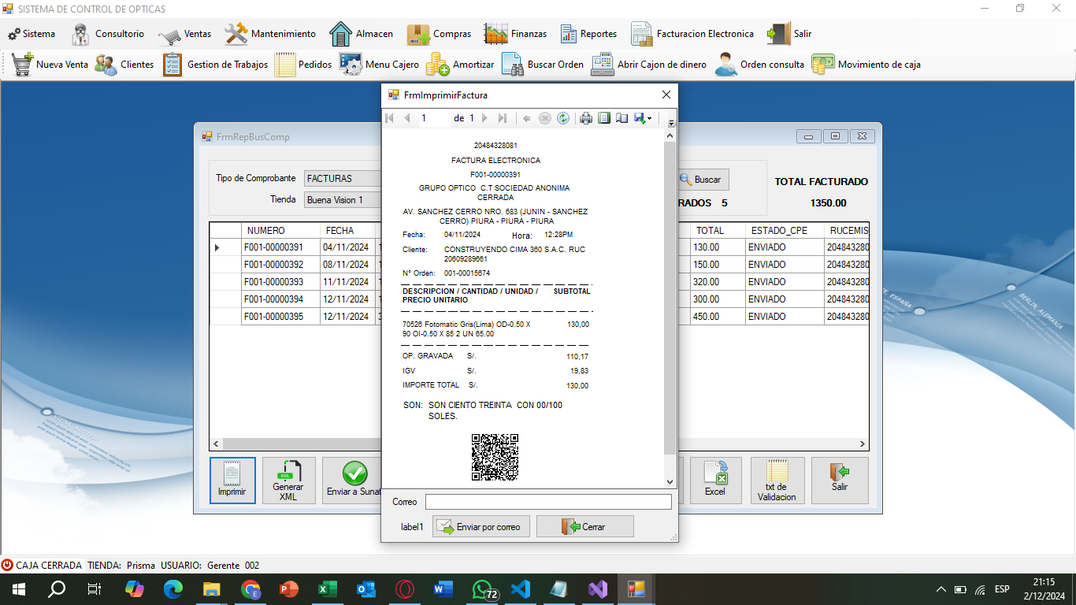 SISTEMA DE CONTROL DE OPTICAS
Sistema
Consultorio
Ventas
Mantenimiento
Almacen
Compras
Finanzas
Reportes
Facturacion Electronica
Salir
Nueva Venta
Clientes
Gestion de Trabajos
Pedidos
Menu Cajero
Amortizar
Buscar Orden
Abrir Cajon de dinero
Orden consulta
Movimiento de caja
FrmRepBusComp
Tipo de Comprobante FACTURAS
Tienda Buena Vision 1
Buscar
RADOS 5
TOTAL FACTURADO
1350.00
NUMERO FECHA TOTAL ESTADO_CPE RUCEMIS
F001-00000391 04/11/2024 130.00 ENVIADO 204843280
F001-00000392 08/11/2024 150.00 ENVIADO 204843280
F001-00000393 11/11/2024 320.00 ENVIADO 204843280
F001-00000394 12/11/2024 300.00 ENVIADO 204843280
F001-00000395 12/11/2024 450.00 ENVIADO 204843280
Imprimir
Generar
XML
Enviar a Sunat
Excel
txt de
Validacion
Salir
FrmImprimirFactura
1 de 1
20484328081
FACTURA ELECTRONICA
F001-00000391
GRUPO OPTICO C.T SOCIEDAD ANONIMA
CERRADA
AV. SANCHEZ CERRO NRO. 683 (JUNIN - SANCHEZ
CERRO) PIURA - PIURA - PIURA
Fecha: 04/11/2024 Hora: 12:28PM
Cliente: CONSTRUYENDO CIMA 360 S.A.C. RUC
20609289661
N° Orden: 001-00015674
DESCRIPCION / CANTIDAD / UNIDAD / SUBTOTAL
PRECIO UNITARIO
70526 Fotomatic Gris(Lima) OD-0.50 X 130,00
90 OI-0.50 X 85 2 UN 65.00
OP. GRAVADA S/. 110,17
IGV S/. 19,83
IMPORTE TOTAL S/. 130,00
SON: SON CIENTO TREINTA CON 00/100
SOLES.
Correo
label1
Enviar por correo
Cerrar
ESPAÑA
BERLIN, ALEMANIA
CAJA CERRADA TIENDA: Prisma USUARIO: Gerente 002
72
ESP
21:15
2/12/2024